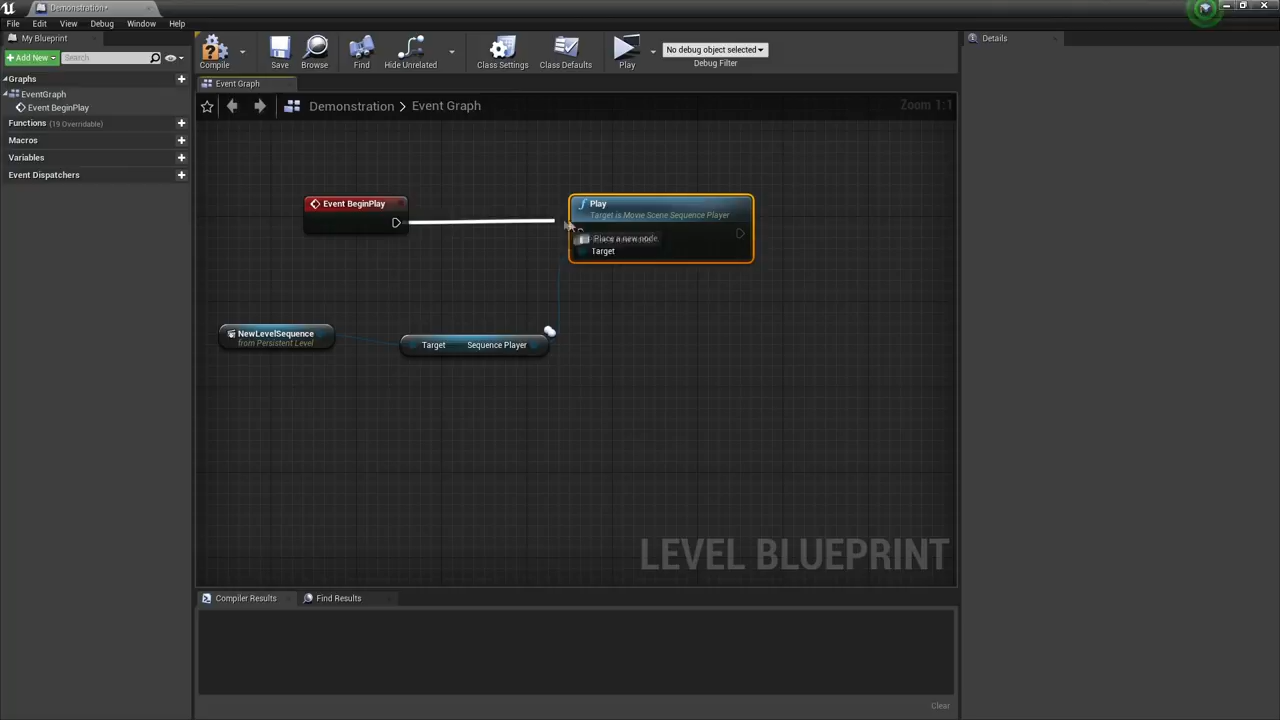 Demonstration*
File Edit View Debug Window Help
My Blueprint
Add New
Search
Graphs
EventGraph
Event BeginPlay
Functions (19 Overridable)
Macros
Variables
Event Dispatchers
Compile
Save
Browse
Find
Hide Unrelated
Class Settings
Class Defaults
Play
No debug object selected
Debug Filter
Event Graph
Demonstration > Event Graph
Zoom 1:1
Event BeginPlay
Play
Target is Movie Scene Sequence Player
Place a new node
Target
NewLevelSequence
from Persistent Level
Target Sequence Player
LEVEL BLUEPRINT
Compiler Results
Find Results
Clear
Details